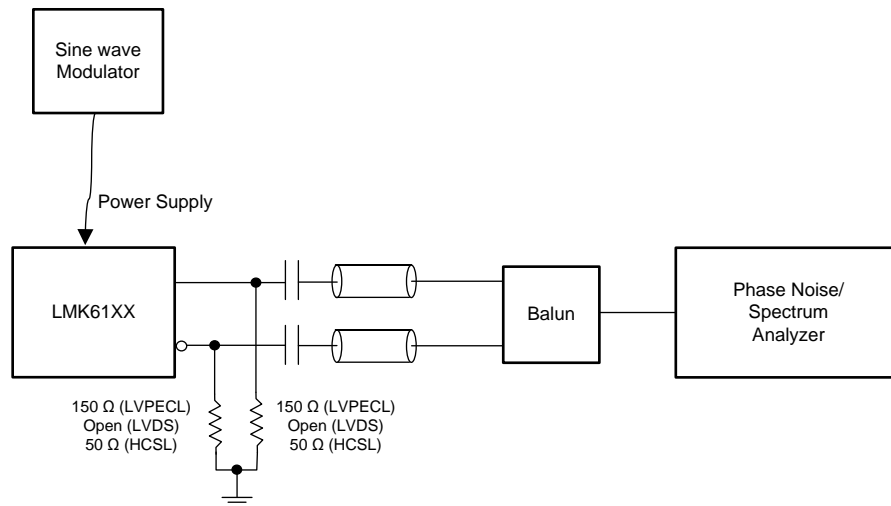 Sine wave
Modulator
Power Supply
LMK61XX
Balun
Phase Noise/
Spectrum
Analyzer
150 Ω (LVPECL)
Open (LVDS)
50 Ω (HCSL)
150 Ω (LVPECL)
Open (LVDS)
50 Ω (HCSL)